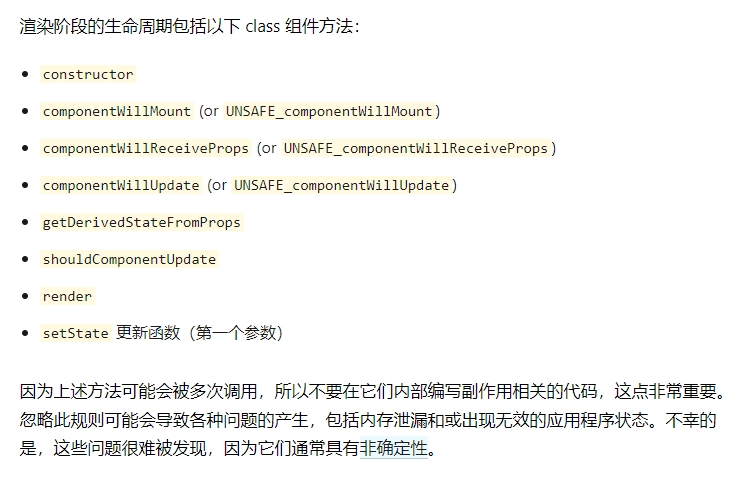 渲染阶段的生命周期包括以下 class 组件方法：
constructor
componentWillMount (or UNSAFE_componentWillMount)
componentWillReceiveProps (or UNSAFE_componentWillReceiveProps)
componentWillUpdate (or UNSAFE_componentWillUpdate)
getDerivedStateFromProps
shouldComponentUpdate
render
setState 更新函数（第一个参数）
因为上述方法可能会被多次调用，所以不要在它们内部编写副作用相关的代码，这点非常重要。
忽略此规则可能会导致各种问题的产生，包括内存泄漏和或出现无效的应用程序状态。不幸的
是，这些问题很难被发现，因为它们通常具有非确定性。